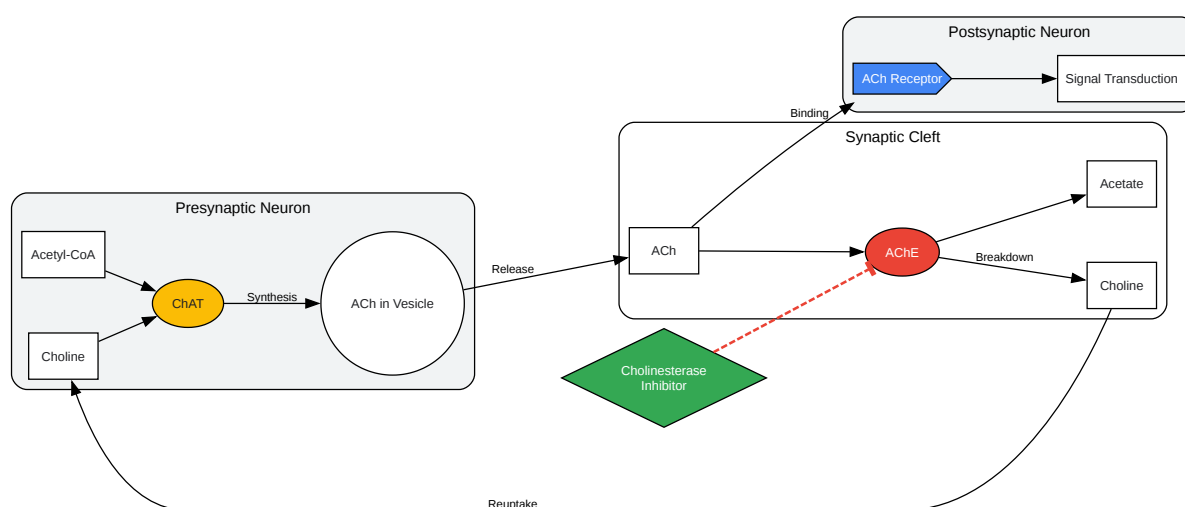 Postsynaptic Neuron
ACh Receptor
Signal Transduction
Binding
Synaptic Cleft
Acetate
Presynaptic Neuron
Acetyl-CoA
ACh
AChE
Release
Breakdown
Synthesis
ChAT
ACh in Vesicle
Choline
Choline
Cholinesterase
Inhibitor
Reuptake